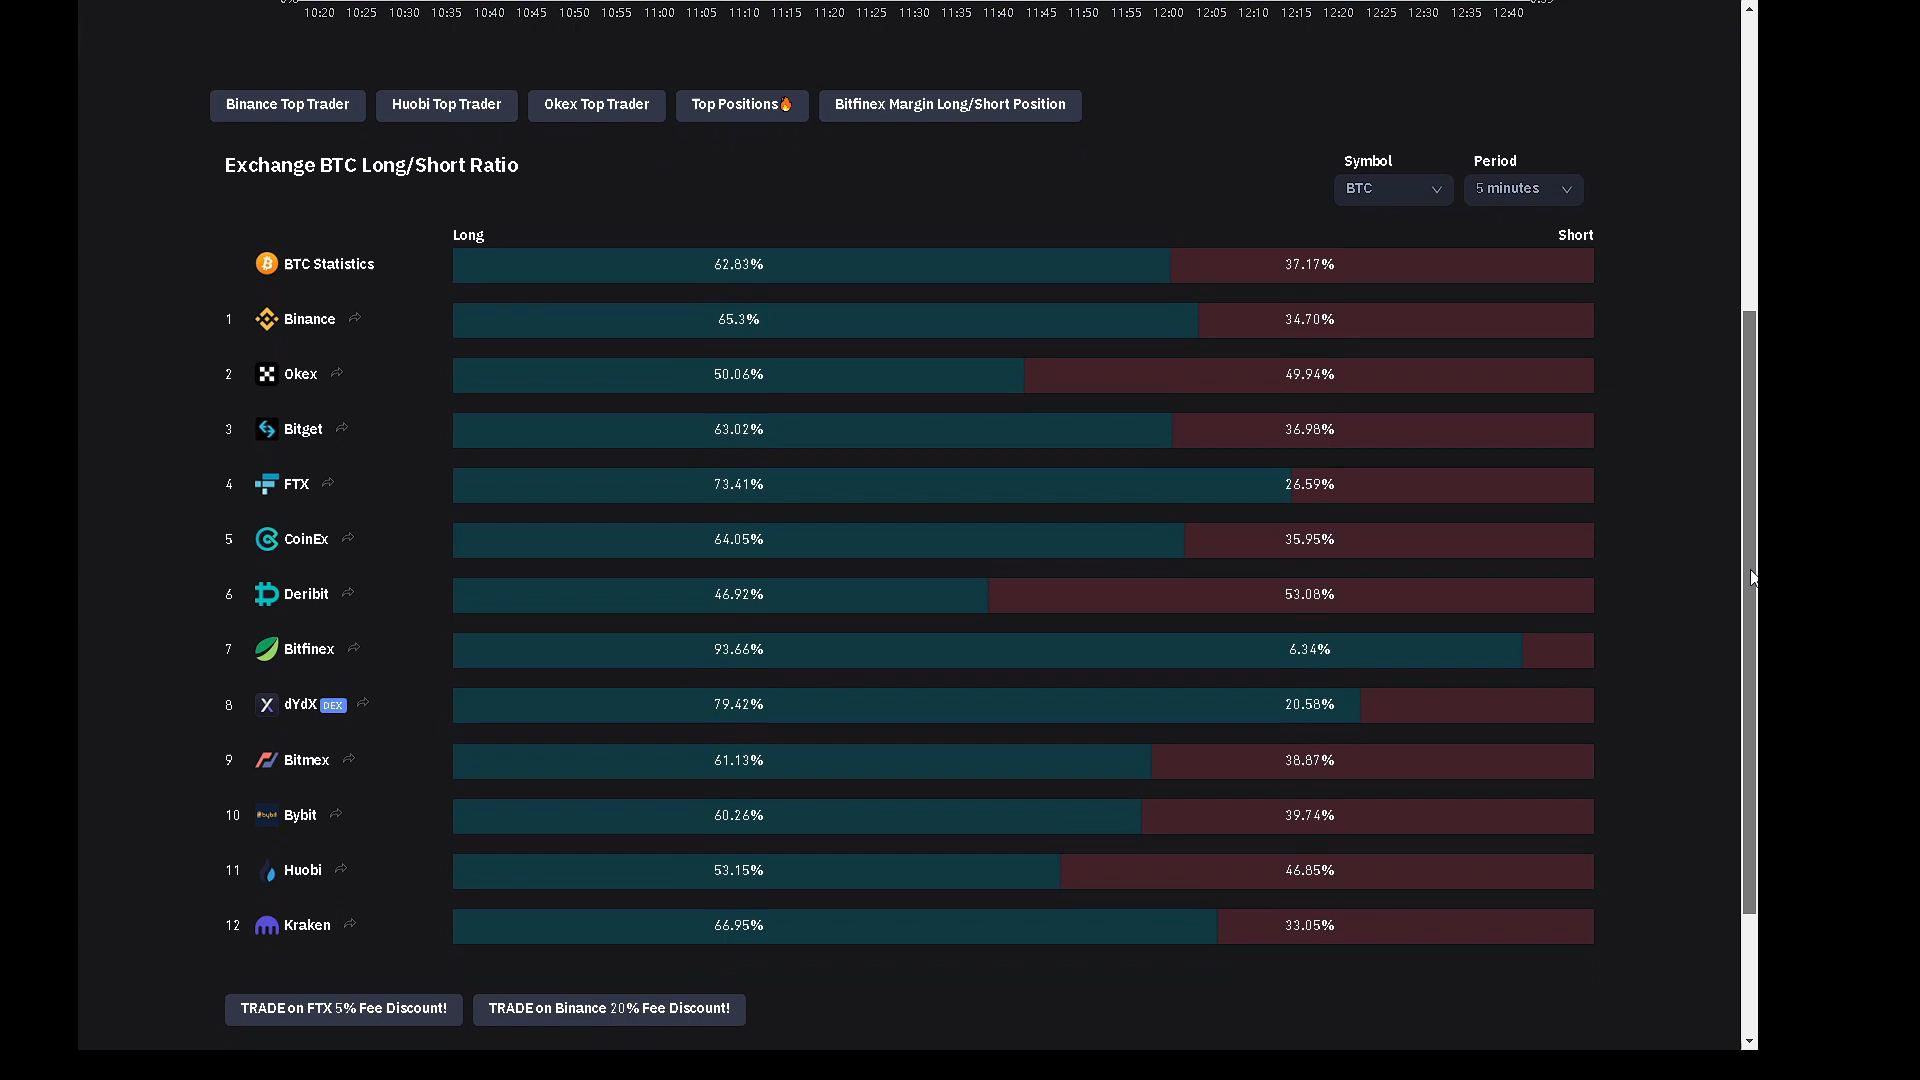 10:20 10:25 10:30 10:35 10:40 10:45 10:50 10:55 11:00 11:05 11:10 11:15 11:20 11:25 11:30 11:35 11:40 11:45 11:50 11:55 12:00 12:05 12:10 12:15 12:20 12:25 12:30 12:35 12:40
Binance Top Trader Huobi Top Trader Okex Top Trader Top Positions🔥 Bitfinex Margin Long/Short Position
Exchange BTC Long/Short Ratio
Symbol Period
BTC 5 minutes
Long Short
BTC Statistics 62.83% 37.17%
1 Binance 65.3% 34.70%
2 Okex 50.06% 49.94%
3 Bitget 63.02% 36.98%
4 FTX 73.41% 26.59%
5 CoinEx 64.05% 35.95%
6 Deribit 46.92% 53.08%
7 Bitfinex 93.66% 6.34%
8 dYdX DEX 79.42% 20.58%
9 Bitmex 61.13% 38.87%
10 Bybit 60.26% 39.74%
11 Huobi 53.15% 46.85%
12 Kraken 66.95% 33.05%
TRADE on FTX 5% Fee Discount! TRADE on Binance 20% Fee Discount!